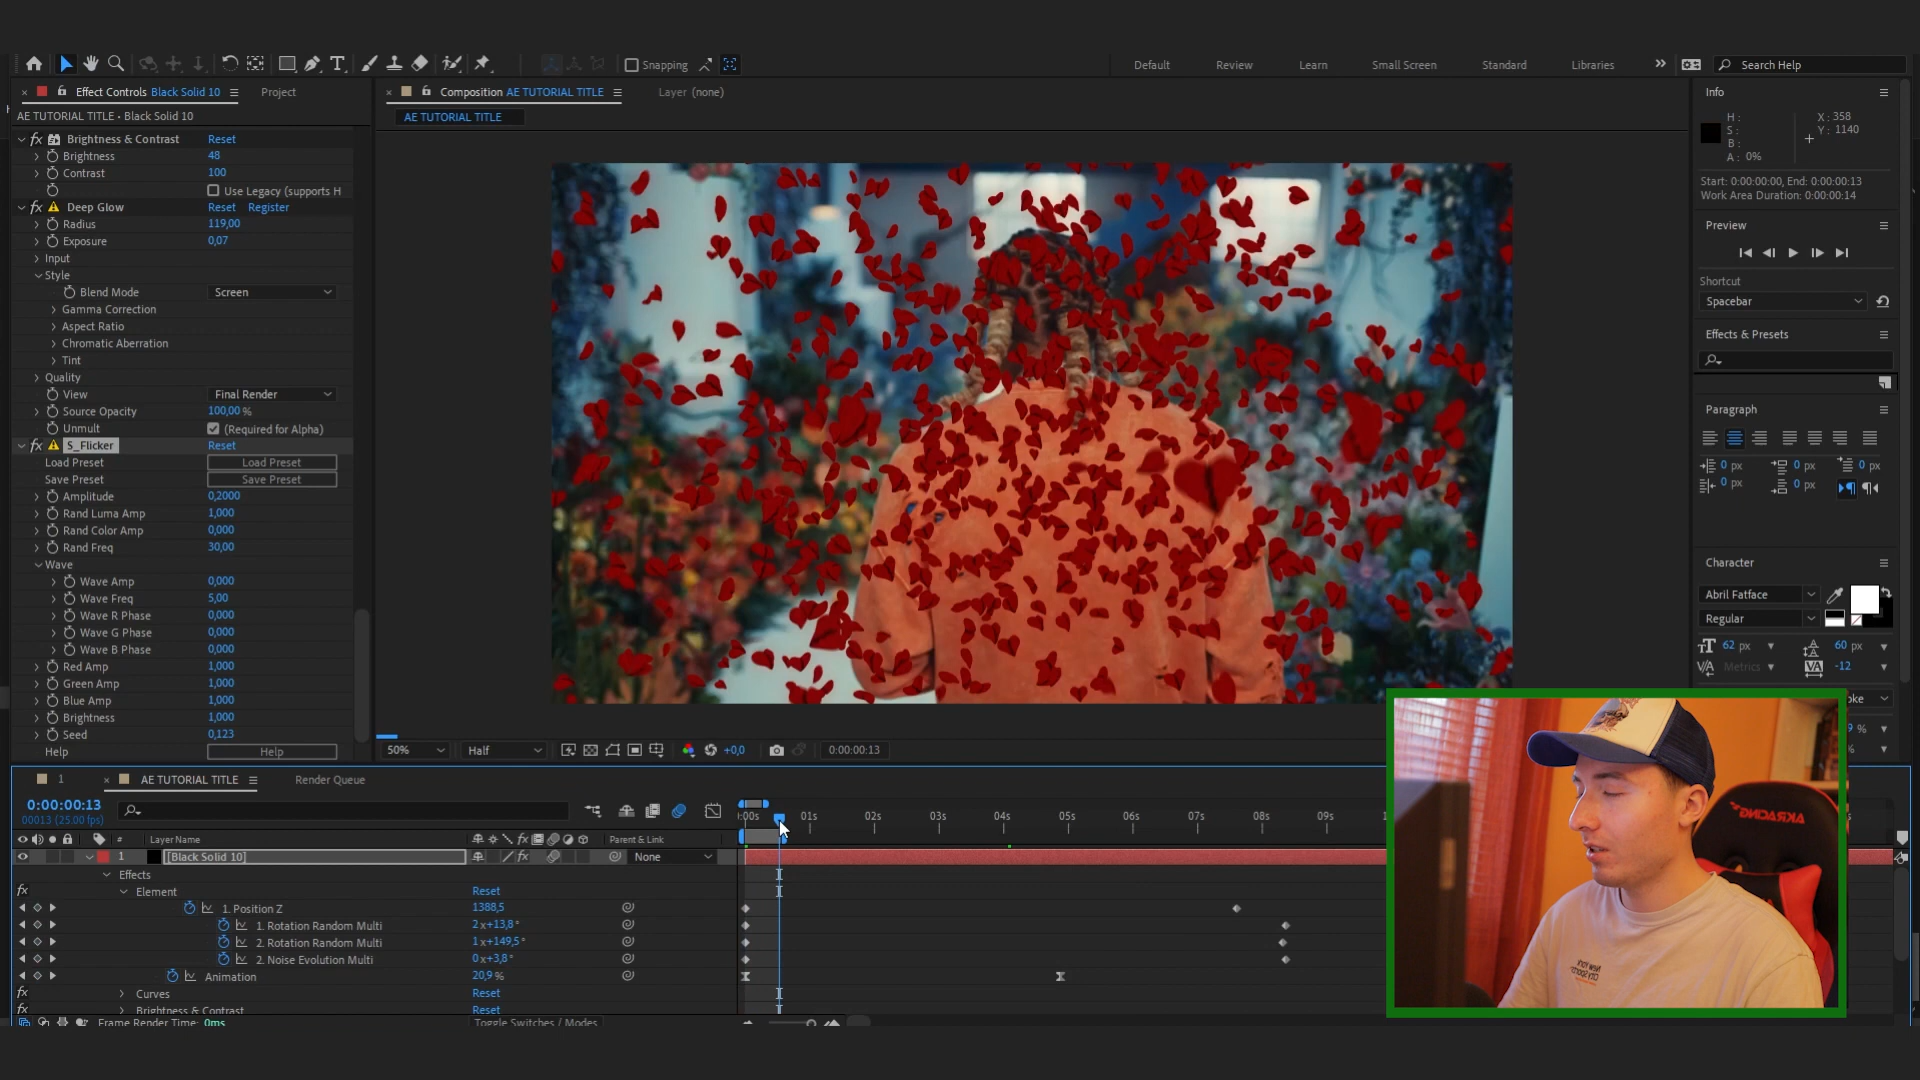 Snapping
Default
Review
Learn
Small Screen
Standard
Libraries
Search Help
Effect Controls Black Solid 10
Project
Composition AE TUTORIAL TITLE
Layer (none)
AE TUTORIAL TITLE • Black Solid 10
AE TUTORIAL TITLE
Brightness & Contrast Reset
Brightness 48
Contrast 100
Use Legacy (supports H
Deep Glow Reset Register
Radius 119,00
Exposure 0,07
Input
Style
Blend Mode Screen
Gamma Correction
Aspect Ratio
Chromatic Aberration
Tint
Quality
View Final Render
Source Opacity 100,00 %
Unmult (Required for Alpha)
S_Flicker Reset
Load Preset Load Preset
Save Preset Save Preset
Amplitude 0,2000
Rand Luma Amp 1,000
Rand Color Amp 0,000
Rand Freq 30,00
Wave
Wave Amp 0,000
Wave Freq 5,00
Wave R Phase 0,000
Wave G Phase 0,000
Wave B Phase 0,000
Red Amp 1,000
Green Amp 1,000
Blue Amp 1,000
Brightness 1,000
Seed 0,123
Help Help
50% Half +0,0 0:00:00:13
Info
H :
S :
B :
A : 0%
X : 358
Y : 1140
Start: 0:00:00:00, End: 0:00:00:13
Work Area Duration: 0:00:00:14
Preview
Shortcut
Spacebar
Effects & Presets
Paragraph
0 px 0 px 0 px
0 px 0 px
Character
Abril Fatface
Regular
62 px 60 px
Metrics -12
oke
9 %
%
1 AE TUTORIAL TITLE Render Queue
0:00:00:13
00013 (25.00 fps)
:00s 01s 02s 03s 04s 05s 06s 07s 08s 09s
# Layer Name Parent & Link
1 [Black Solid 10] None
Effects
Element Reset
1. Position Z 1388,5
1. Rotation Random Multi 2 x+13,8°
2. Rotation Random Multi 1 x+149,5°
2. Noise Evolution Multi 0 x+3,8°
Animation 20,9 %
Curves Reset
Brightness & Contrast Reset
Frame Render Time: 0ms Toggle Switches / Modes
AKRACING